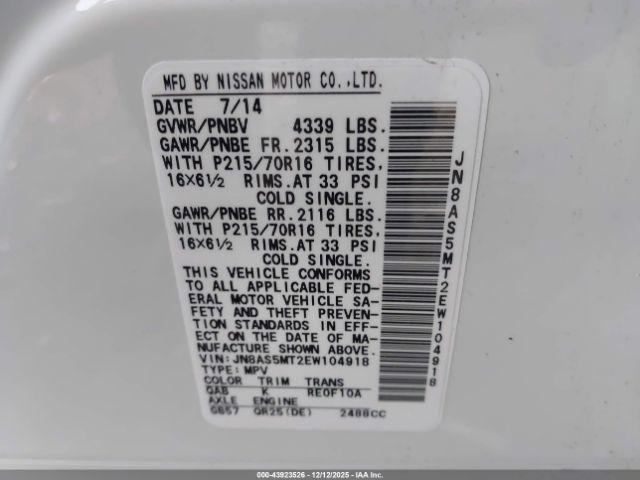 MFD BY NISSAN MOTOR CO.,LTD.
DATE 7/14
GVWR/PNBV 4339 LBS.
GAWR/PNBE FR. 2315 LBS.
WITH P215/70R16 TIRES,
16X6½ RIMS.AT 33 PSI
COLD SINGLE.
GAWR/PNBE RR. 2116 LBS.
WITH P215/70R16 TIRES,
16X6½ RIMS.AT 33 PSI
COLD SINGLE.
THIS VEHICLE CONFORMS
TO ALL APPLICABLE FED-
ERAL MOTOR VEHICLE SA-
FETY AND THEFT PREVEN-
TION STANDARDS IN EFF-
ECT ON THE DATE OF MA-
NUFACTURE SHOWN ABOVE.
VIN: JN8AS5MT2EW104918
TYPE: MPV
COLOR TRIM TRANS
QAB K RE0F10A
AXLE ENGINE
GB57 QR25(DE) 2488CC
JN8AS5MT2EW104918
000-43923526 - 12/12/2025 - IAAI.COM